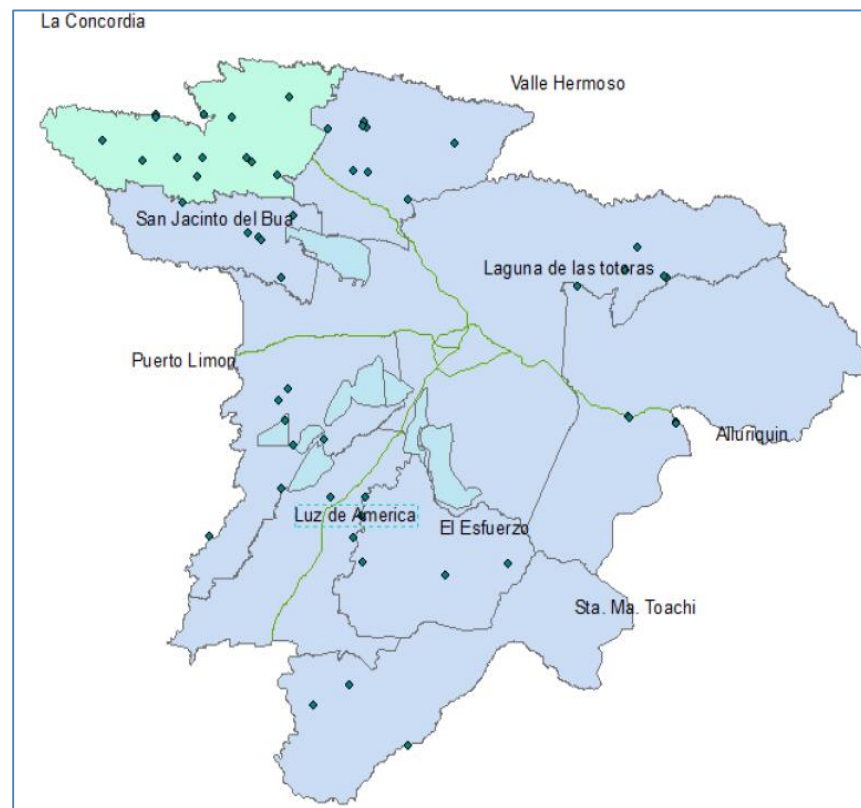 La Concordia
Valle Hermoso
San Jacinto del Bua
Laguna de las totoras
Puerto Limon
Alluriquin
Luz de America
El Esfuerzo
Sta. Ma. Toachi